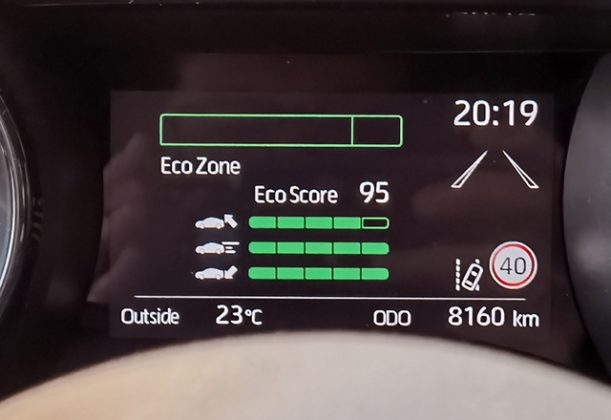 20:19
Eco Zone
Eco Score 95
40
Outside 23°C ODO 8160 km